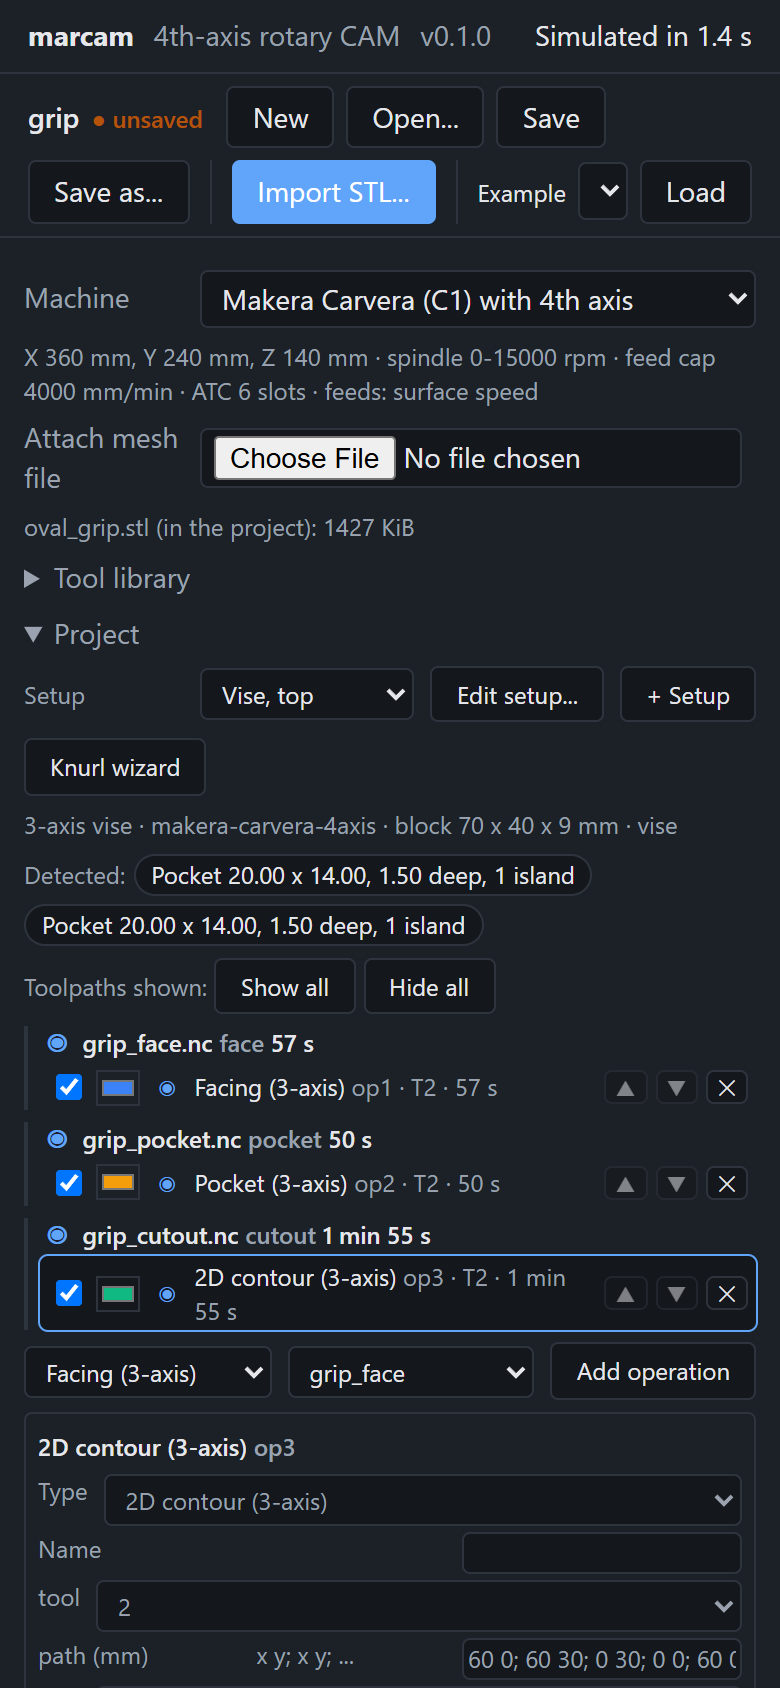 marcam 4th-axis rotary CAM v0.1.0 Simulated in 1.4 s
grip • unsaved New Open... Save
Save as... Import STL... Example Load
Machine Makera Carvera (C1) with 4th axis
X 360 mm, Y 240 mm, Z 140 mm · spindle 0-15000 rpm · feed cap
4000 mm/min · ATC 6 slots · feeds: surface speed
Attach mesh
file Choose File No file chosen
oval_grip.stl (in the project): 1427 KiB
Tool library
Project
Setup Vise, top Edit setup... + Setup
Knurl wizard
3-axis vise · makera-carvera-4axis · block 70 x 40 x 9 mm · vise
Detected: Pocket 20.00 x 14.00, 1.50 deep, 1 island
Pocket 20.00 x 14.00, 1.50 deep, 1 island
Toolpaths shown: Show all Hide all
grip_face.nc face 57 s
Facing (3-axis) op1 · T2 · 57 s
grip_pocket.nc pocket 50 s
Pocket (3-axis) op2 · T2 · 50 s
grip_cutout.nc cutout 1 min 55 s
2D contour (3-axis) op3 · T2 · 1 min
55 s
Facing (3-axis) grip_face Add operation
2D contour (3-axis) op3
Type 2D contour (3-axis)
Name
tool 2
path (mm) x y; x y; ... 60 0; 60 30; 0 30; 0 0; 60